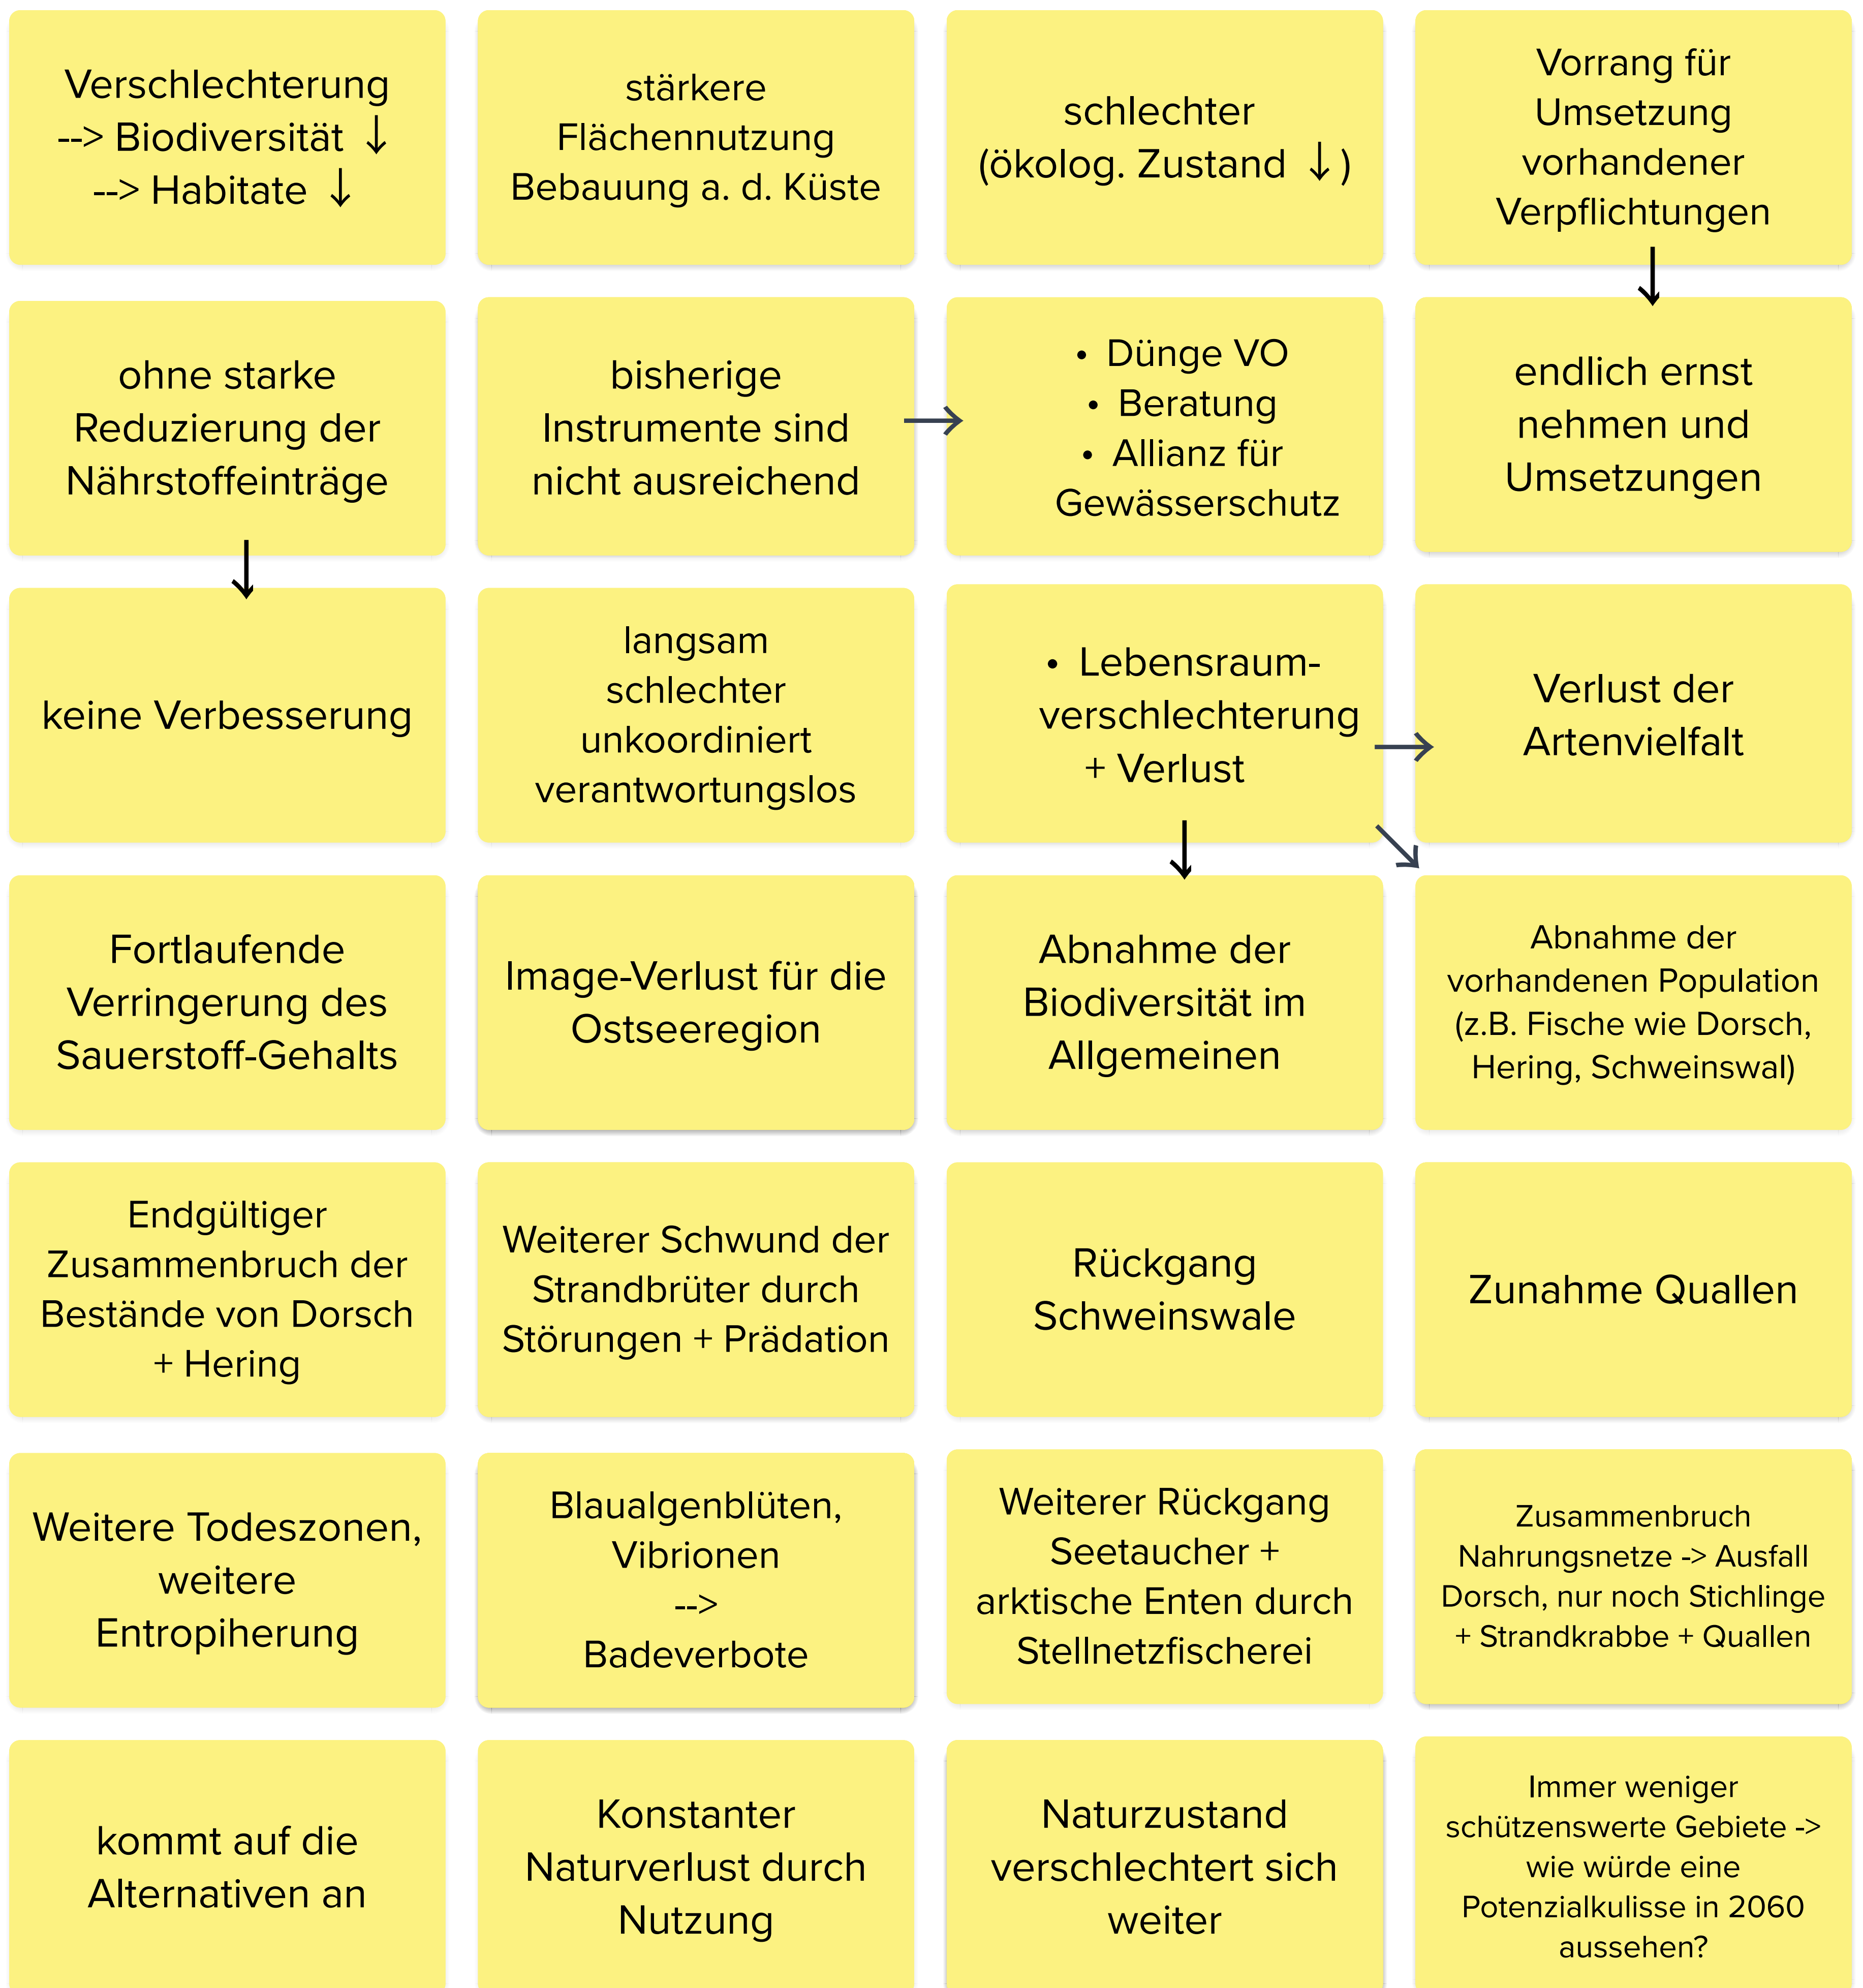 Verschlechterung
--> Biodiversität ↓
--> Habitate ↓
stärkere
Flächennutzung
Bebauung a. d. Küste
schlechter
(ökolog. Zustand ↓)
Vorrang für
Umsetzung
vorhandener
Verpflichtungen
↓
ohne starke
Reduzierung der
Nährstoffeinträge
↓
bisherige
Instrumente sind
nicht ausreichend
→
• Dünge VO
• Beratung
• Allianz für
Gewässerschutz
endlich ernst
nehmen und
Umsetzungen
keine Verbesserung
langsam
schlechter
unkoordiniert
verantwortungslos
• Lebensraum-
verschlechterung
+ Verlust
→
↓
↘
Verlust der
Artenvielfalt
Fortlaufende
Verringerung des
Sauerstoff-Gehalts
Image-Verlust für die
Ostseeregion
Abnahme der
Biodiversität im
Allgemeinen
Abnahme der
vorhandenen Population
(z.B. Fische wie Dorsch,
Hering, Schweinswal)
Endgültiger
Zusammenbruch der
Bestände von Dorsch
+ Hering
Weiterer Schwund der
Strandbrüter durch
Störungen + Prädation
Rückgang
Schweinswale
Zunahme Quallen
Weitere Todeszonen,
weitere
Entropiherung
Blaualgenblüten,
Vibrionen
-->
Badeverbote
Weiterer Rückgang
Seetaucher +
arktische Enten durch
Stellnetzfischerei
Zusammenbruch
Nahrungsnetze -> Ausfall
Dorsch, nur noch Stichlinge
+ Strandkrabbe + Quallen
kommt auf die
Alternativen an
Konstanter
Naturverlust durch
Nutzung
Naturzustand
verschlechtert sich
weiter
Immer weniger
schützenswerte Gebiete ->
wie würde eine
Potenzialkulisse in 2060
aussehen?